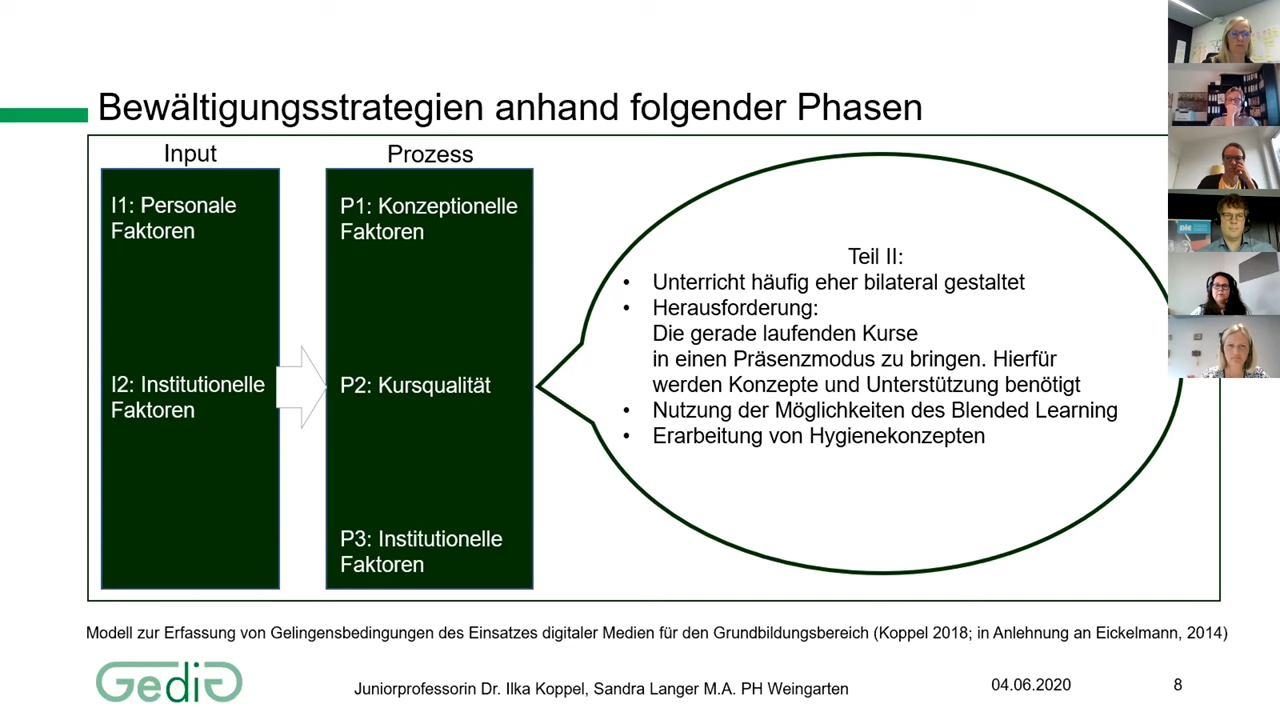 Bewältigungsstrategien anhand folgender Phasen
Input
I1: Personale
Faktoren
I2: Institutionelle
Faktoren
Prozess
P1: Konzeptionelle
Faktoren
P2: Kursqualität
P3: Institutionelle
Faktoren
Teil II:
• Unterricht häufig eher bilateral gestaltet
• Herausforderung:
Die gerade laufenden Kurse
in einen Präsenzmodus zu bringen. Hierfür
werden Konzepte und Unterstützung benötigt
• Nutzung der Möglichkeiten des Blended Learning
• Erarbeitung von Hygienekonzepten
DIE
Modell zur Erfassung von Gelingensbedingungen des Einsatzes digitaler Medien für den Grundbildungsbereich (Koppel 2018; in Anlehnung an Eickelmann, 2014)
GediG
Juniorprofessorin Dr. Ilka Koppel, Sandra Langer M.A. PH Weingarten
04.06.2020
8